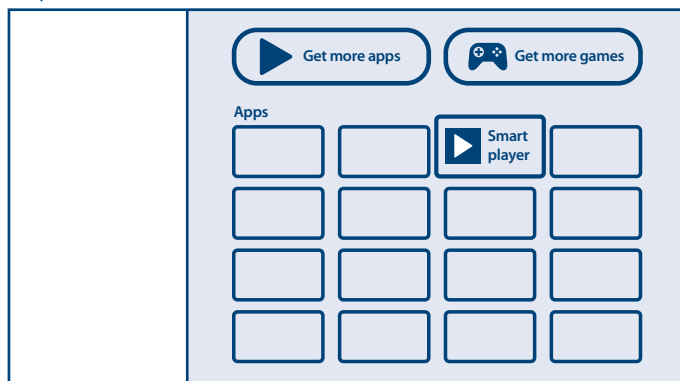 Get more apps
Get more games
Apps
Smart
player